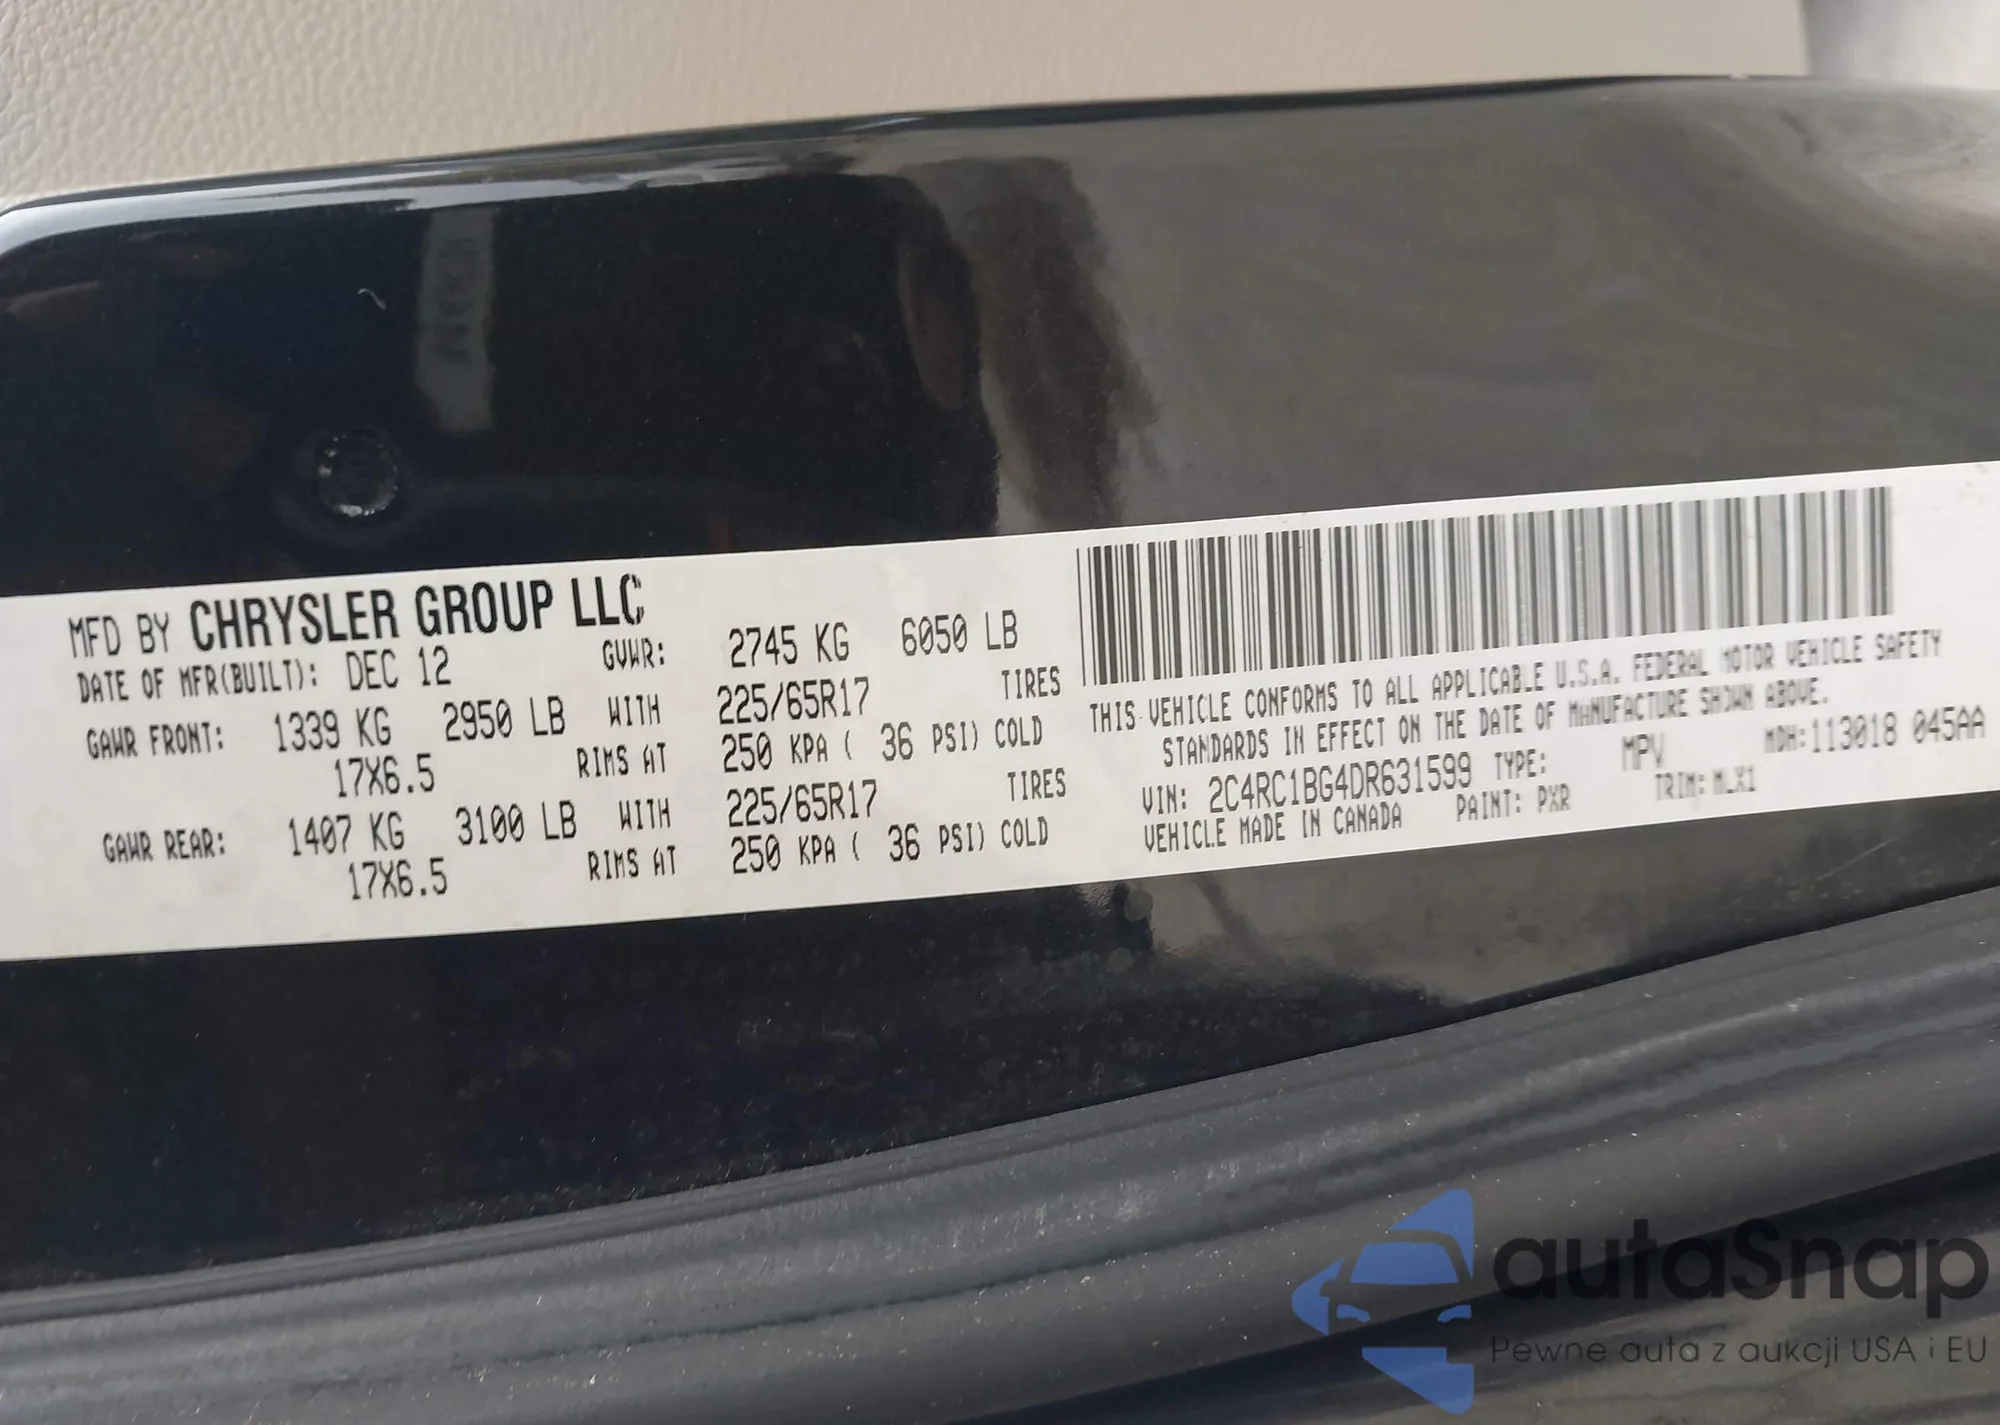 MFD BY CHRYSLER GROUP LLC
DATE OF MFR(BUILT): DEC 12 GVWR: 2745 KG 6050 LB
GAWR FRONT: 1339 KG 2950 LB WITH 225/65R17 TIRES
17X6.5 RIMS AT 250 KPA ( 36 PSI) COLD
GAWR REAR: 1407 KG 3100 LB WITH 225/65R17 TIRES
17X6.5 RIMS AT 250 KPA ( 36 PSI) COLD
THIS VEHICLE CONFORMS TO ALL APPLICABLE U.S.A. FEDERAL MOTOR VEHICLE SAFETY
STANDARDS IN EFFECT ON THE DATE OF MANUFACTURE SHOWN ABOVE.
VIN: 2C4RC1BG4DR631599 TYPE: MPV MDH:113018 045AA
VEHICLE MADE IN CANADA PAINT: PXR TRIM: MLX1
autaSnap
Pewne auta z aukcji USA i EU